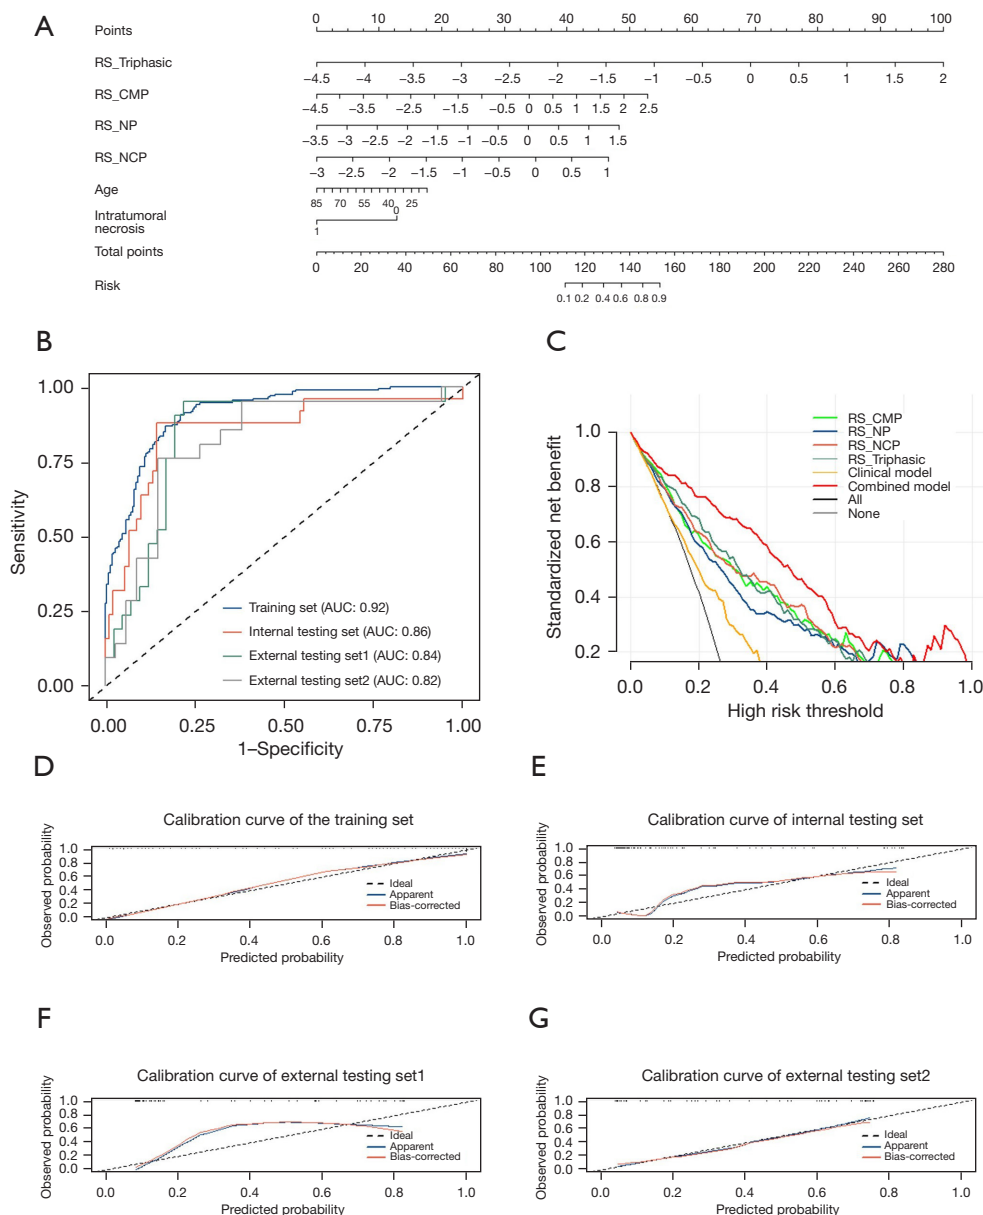 A
Points
0 10 20 30 40 50 60 70 80 90 100
RS_Triphasic
−4.5 −4 −3.5 −3 −2.5 −2 −1.5 −1 −0.5 0 0.5 1 1.5 2
RS_CMP
−4.5 −3.5 −2.5 −1.5 −0.5 0 0.5 1 1.5 2 2.5
RS_NP
−3.5 −3 −2.5 −2 −1.5 −1 −0.5 0 0.5 1 1.5
RS_NCP
−3 −2.5 −2 −1.5 −1 −0.5 0 0.5 1
Age
85 70 55 40 25
Intratumoral
necrosis
0
1
Total points
0 20 40 60 80 100 120 140 160 180 200 220 240 260 280
Risk
0.1 0.2 0.4 0.6 0.8 0.9
B
1.00
0.75
0.50
0.25
0.00
Sensitivity
Training set (AUC: 0.92)
Internal testing set (AUC: 0.86)
External testing set1 (AUC: 0.84)
External testing set2 (AUC: 0.82)
0.00 0.25 0.50 0.75 1.00
1–Specificity
C
1.0
0.8
0.6
0.4
0.2
Standardized net benefit
RS_CMP
RS_NP
RS_NCP
RS_Triphasic
Clinical model
Combined model
All
None
0.0 0.2 0.4 0.6 0.8 1.0
High risk threshold
D
Calibration curve of the training set
Observed probability
1.0
0.8
0.6
0.4
0.2
0.0
Ideal
Apparent
Bias-corrected
0.0 0.2 0.4 0.6 0.8 1.0
Predicted probability
E
Calibration curve of internal testing set
Observed probability
1.0
0.8
0.6
0.4
0.2
0.0
Ideal
Apparent
Bias-corrected
0.0 0.2 0.4 0.6 0.8 1.0
Predicted probability
F
Calibration curve of external testing set1
Observed probability
1.0
0.8
0.6
0.4
0.2
0.0
Ideal
Apparent
Bias-corrected
0.0 0.2 0.4 0.6 0.8 1.0
Predicted probability
G
Calibration curve of external testing set2
Observed probability
1.0
0.8
0.6
0.4
0.2
0.0
Ideal
Apparent
Bias-corrected
0.0 0.2 0.4 0.6 0.8 1.0
Predicted probability